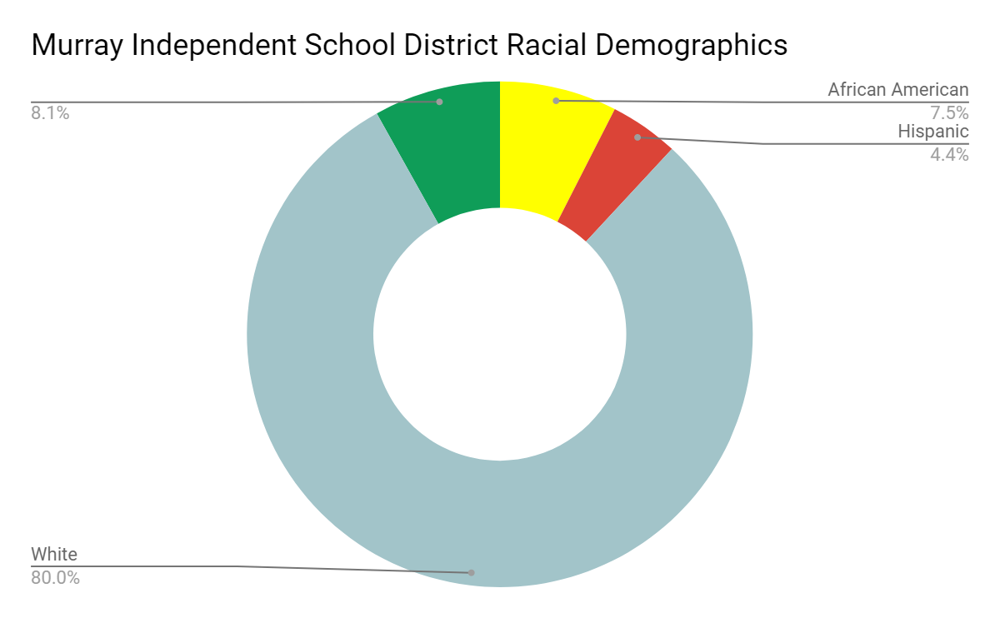 Murray Independent School District Racial Demographics
African American
7.5%
8.1%
Hispanic
4.4%
White
80.0%